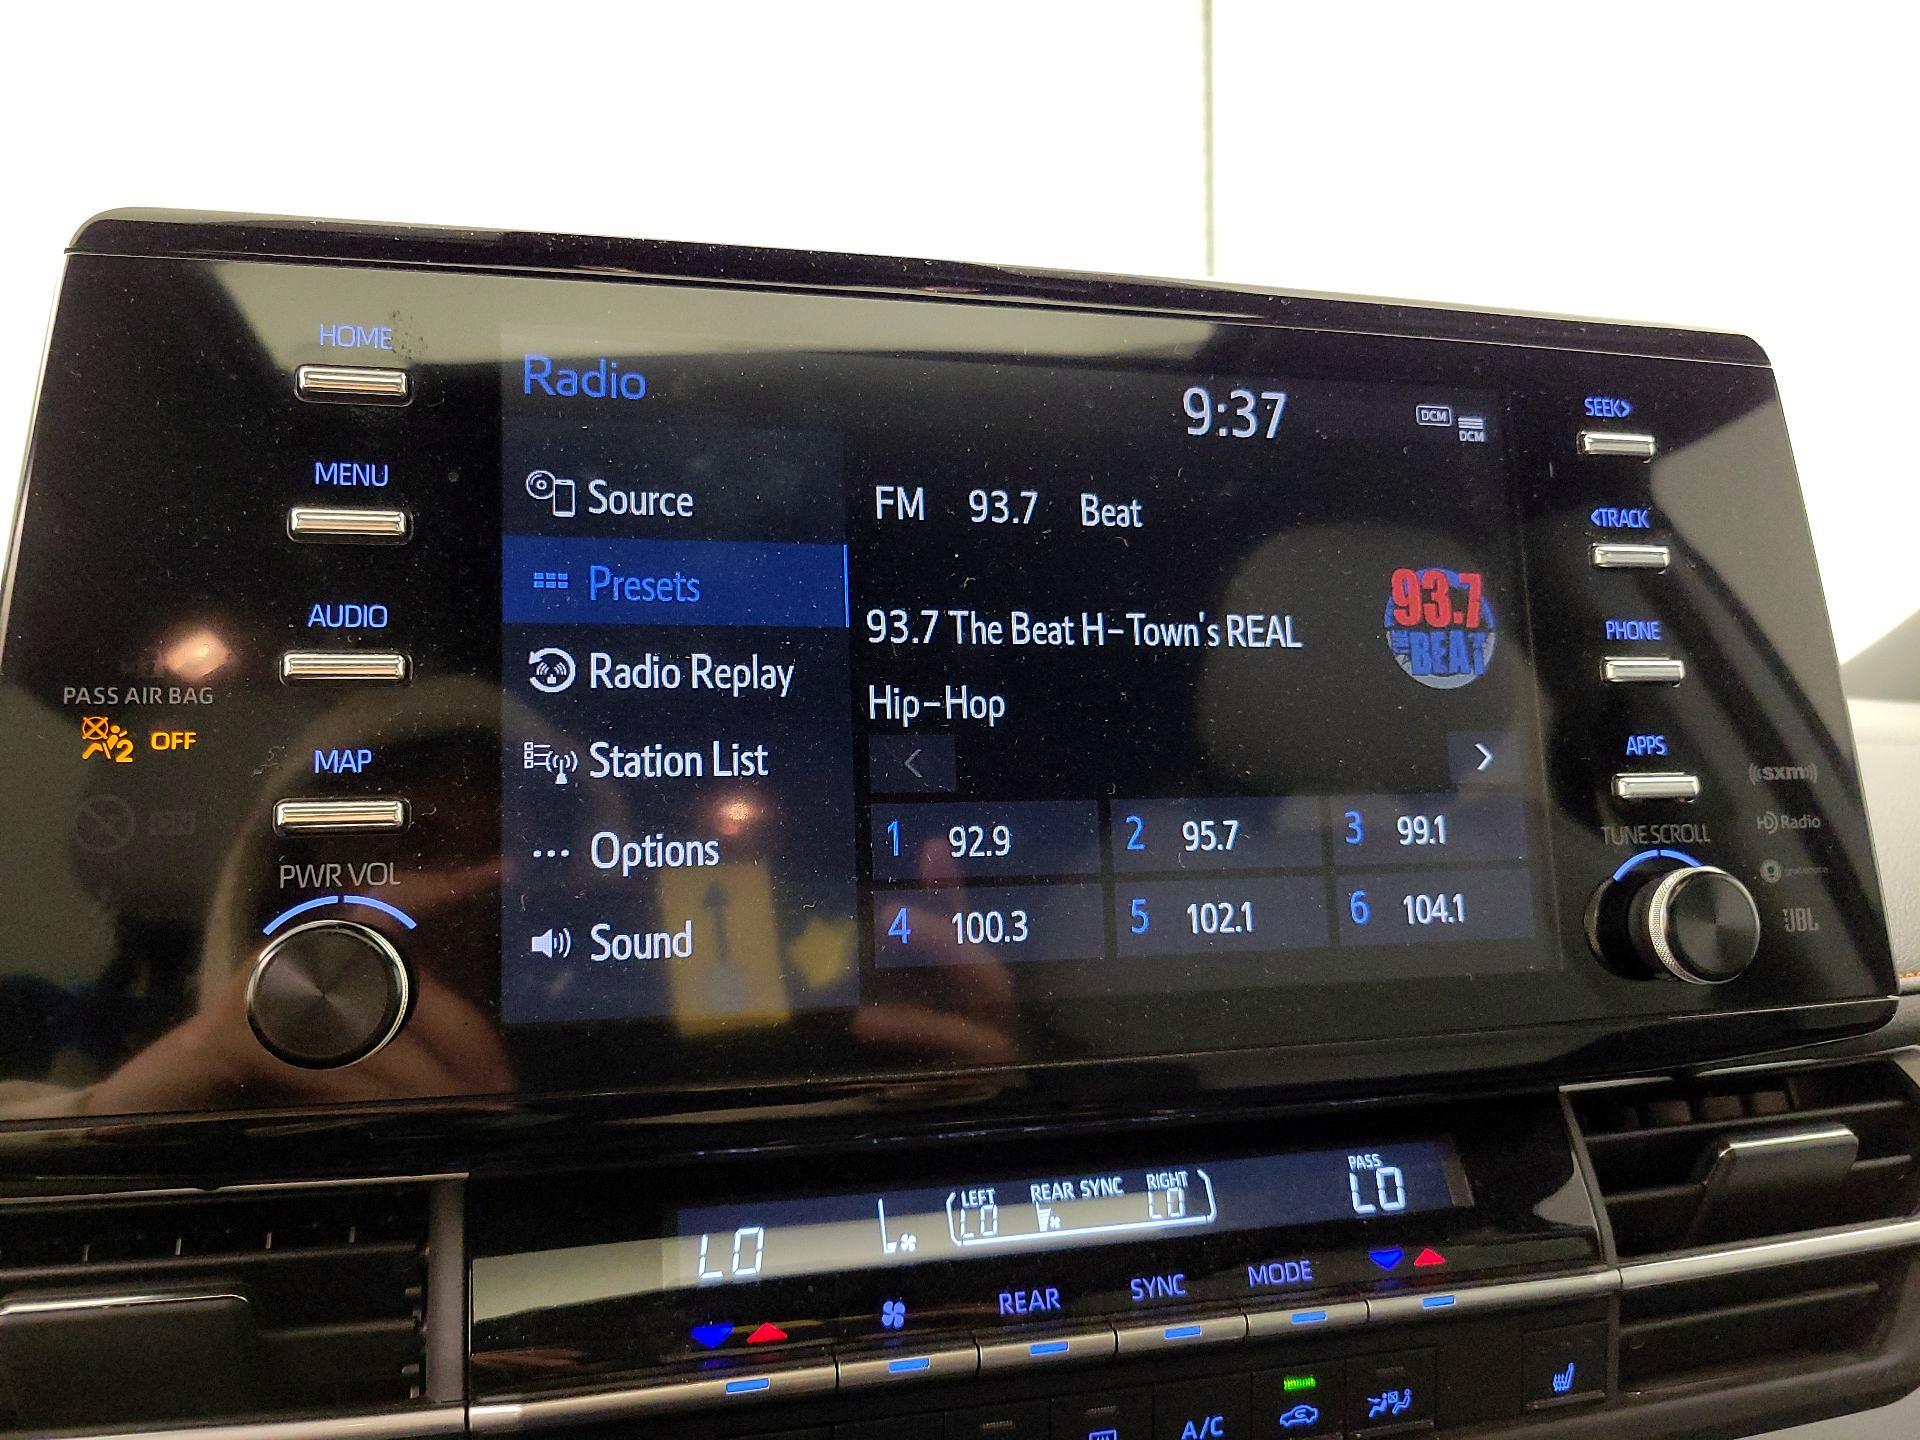 HOME
MENU
AUDIO
MAP
PWR VOL
PASS AIR BAG
2 OFF
Radio
9:37
DCM
DCM
Source
Presets
Radio Replay
Station List
Options
Sound
FM 93.7 Beat
93.7 The Beat H-Town's REAL
Hip-Hop
93.7
THE
BEAT
<
>
1 92.9
2 95.7
3 99.1
4 100.3
5 102.1
6 104.1
SEEK>
<TRACK
PHONE
APPS
TUNE SCROLL
((SXM))
HD Radio
JBL
LO
LEFT
LO
REAR SYNC
RIGHT
LO
PASS
LO
REAR
SYNC
MODE
A/C